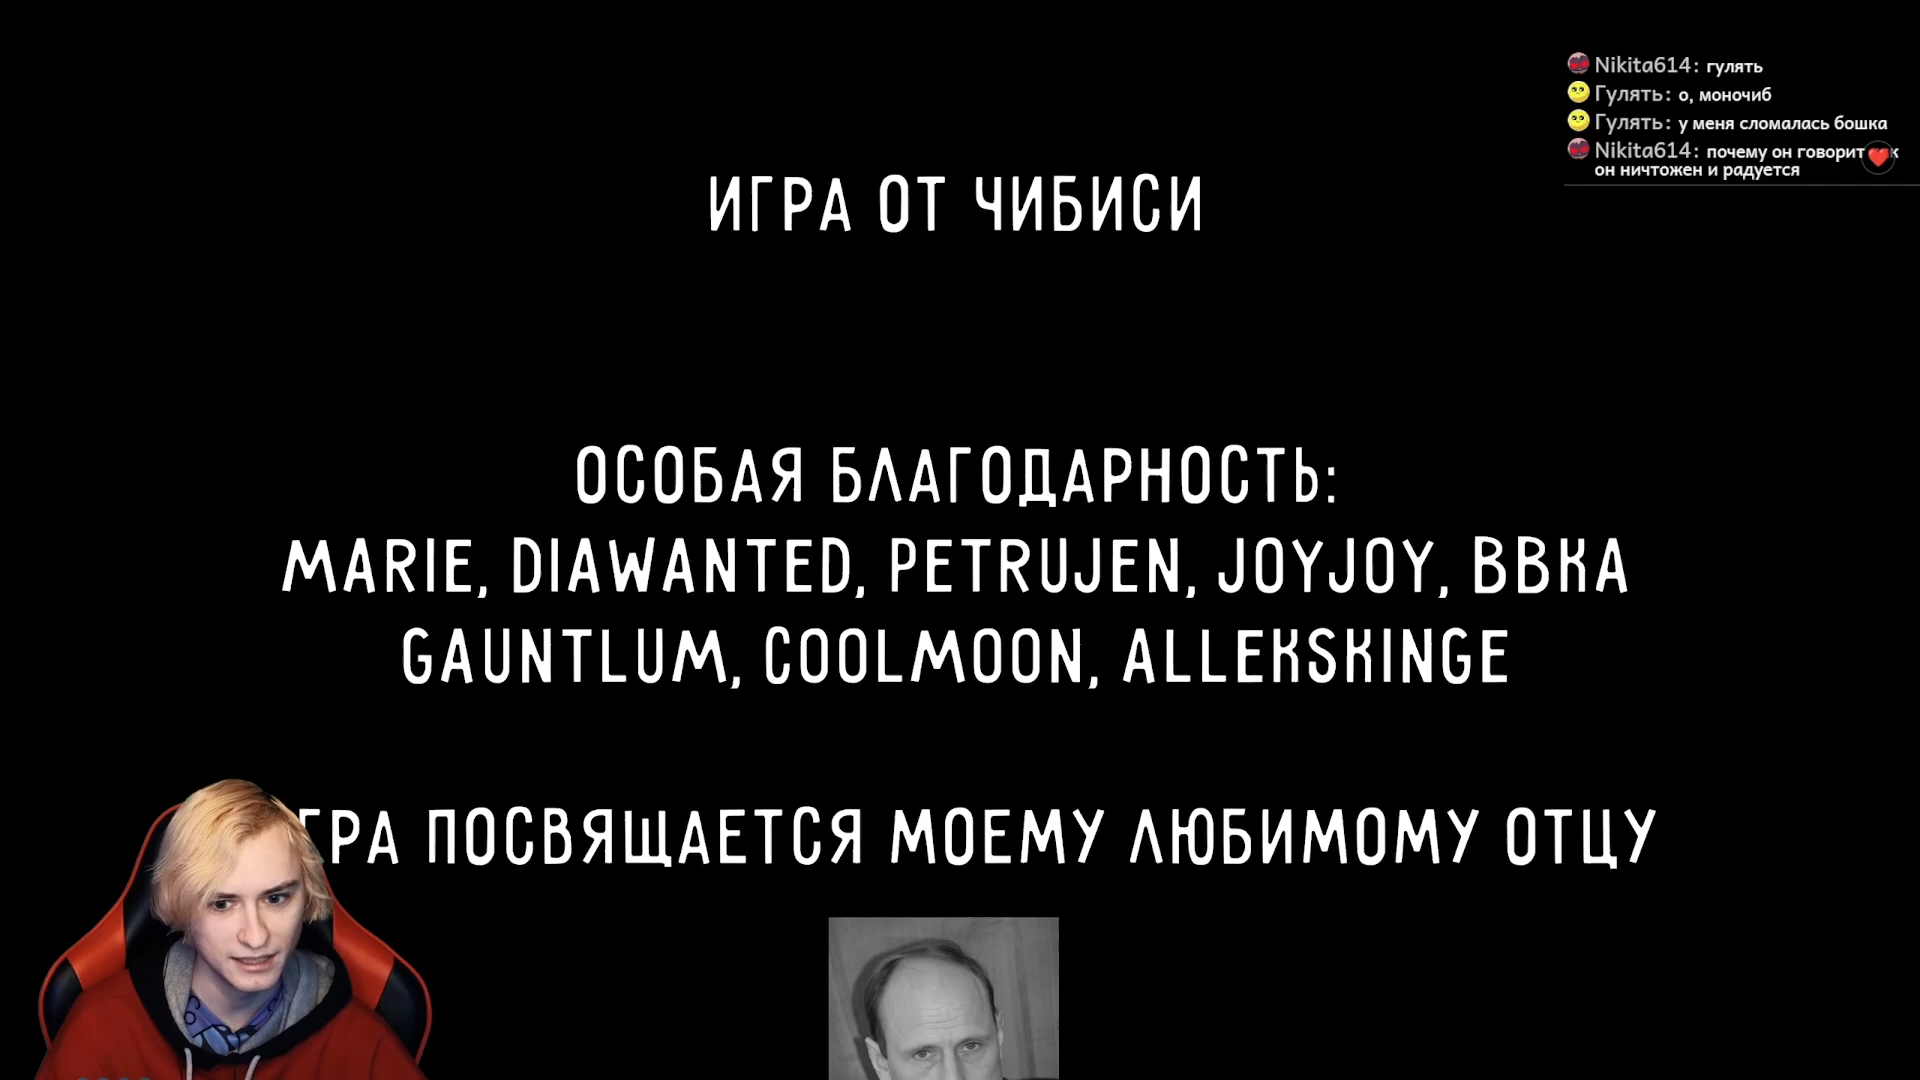 Nikita614: гулять
Гулять: о, моночиб
Гулять: у меня сломалась бошка
Nikita614: почему он говорит
он ничтожен и радуется
ИГРА ОТ ЧИБИСИ
ОСОБАЯ БЛАГОДАРНОСТЬ:
MARIE, DIAWANTED, PETRUJEN, JOYJOY, BBKA
GAUNTLUM, COOLMOON, ALLEKSKINGE
ПОСВЯЩАЕТСЯ МОЕМУ ЛЮБИМОМУ ОТЦУ